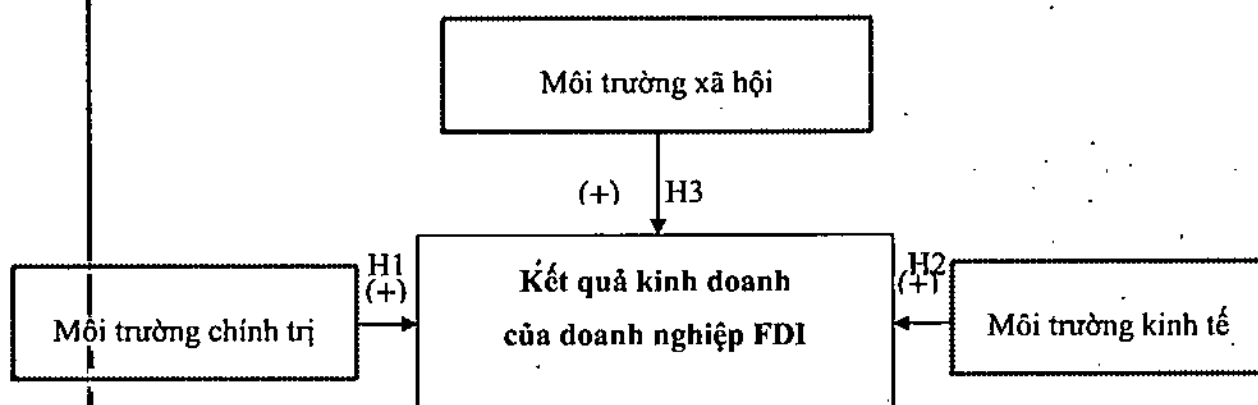 Môi trường xã hội
(+) H3
H1
(+)
Môi trường chính trị
Kết quả kinh doanh
của doanh nghiệp FDI
H2
(+)
Môi trường kinh tế